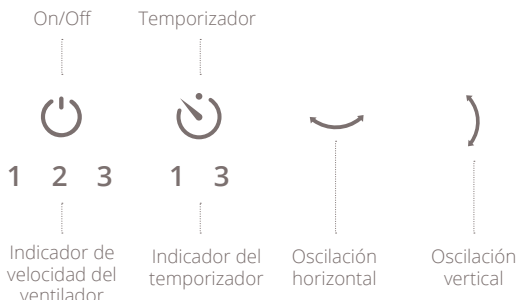 On/Off
Temporizador
1 2 3
1 3
Indicador de
velocidad del
ventilador
Indicador del
temporizador
Oscilación
horizontal
Oscilación
vertical